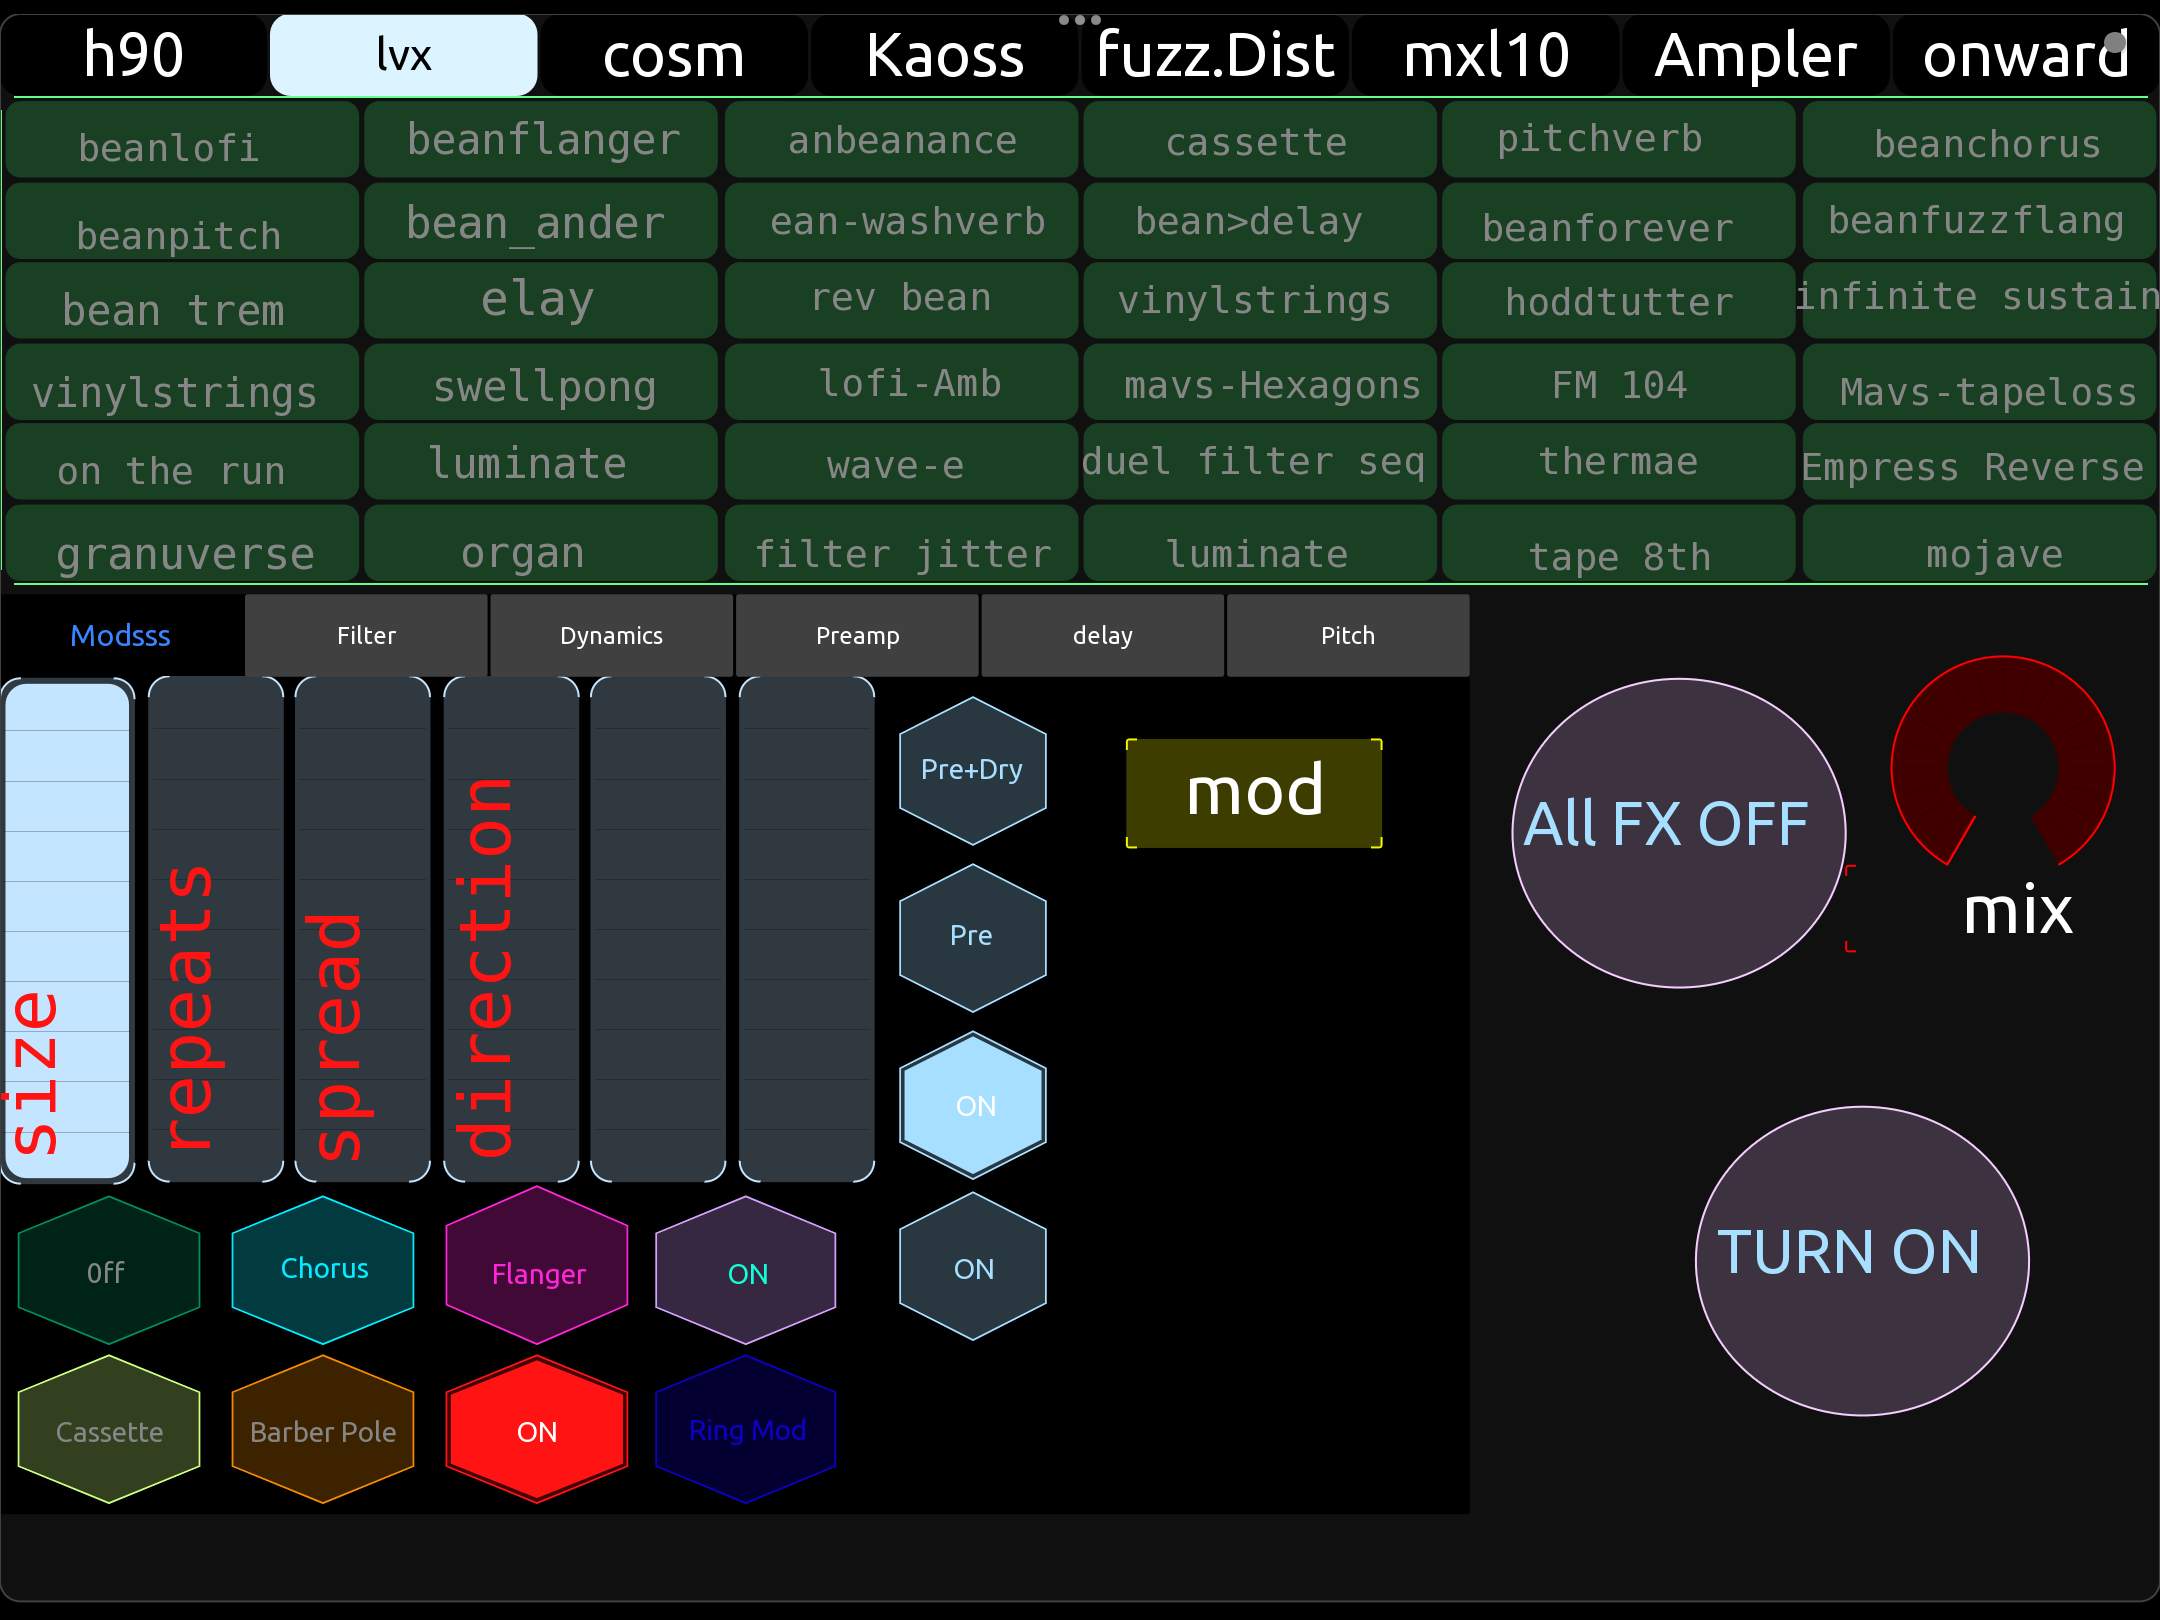 h90 lvx cosm Kaoss fuzz.Dist mxl10 Ampler onward
beanlofi beanflanger anbeanance cassette pitchverb beanchorus
beanpitch bean_ander ean-washverb bean>delay beanforever beanfuzzflang
bean trem elay rev bean vinylstrings hoddtutter infinite sustain
vinylstrings swellpong lofi-Amb mavs-Hexagons FM 104 Mavs-tapeloss
on the run luminate wave-e duel filter seq thermae Empress Reverse
granuverse organ filter jitter luminate tape 8th mojave
Modsss Filter Dynamics Preamp delay Pitch
size
repeats
spread
direction
Pre+Dry
Pre
ON
ON
mod
All FX OFF
mix
TURN ON
Off Chorus Flanger ON
Cassette Barber Pole ON Ring Mod